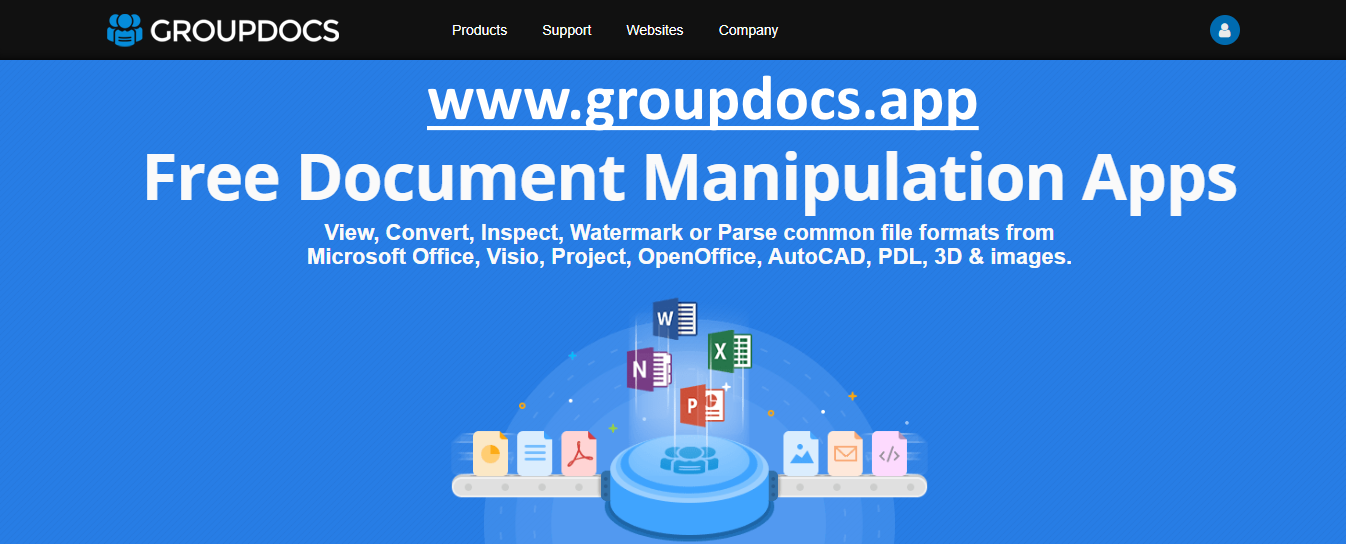 GROUPDOCS
Products Support Websites Company
www.groupdocs.app
Free Document Manipulation Apps
View, Convert, Inspect, Watermark or Parse common file formats from
Microsoft Office, Visio, Project, OpenOffice, AutoCAD, PDL, 3D & images.
W
X
N
P